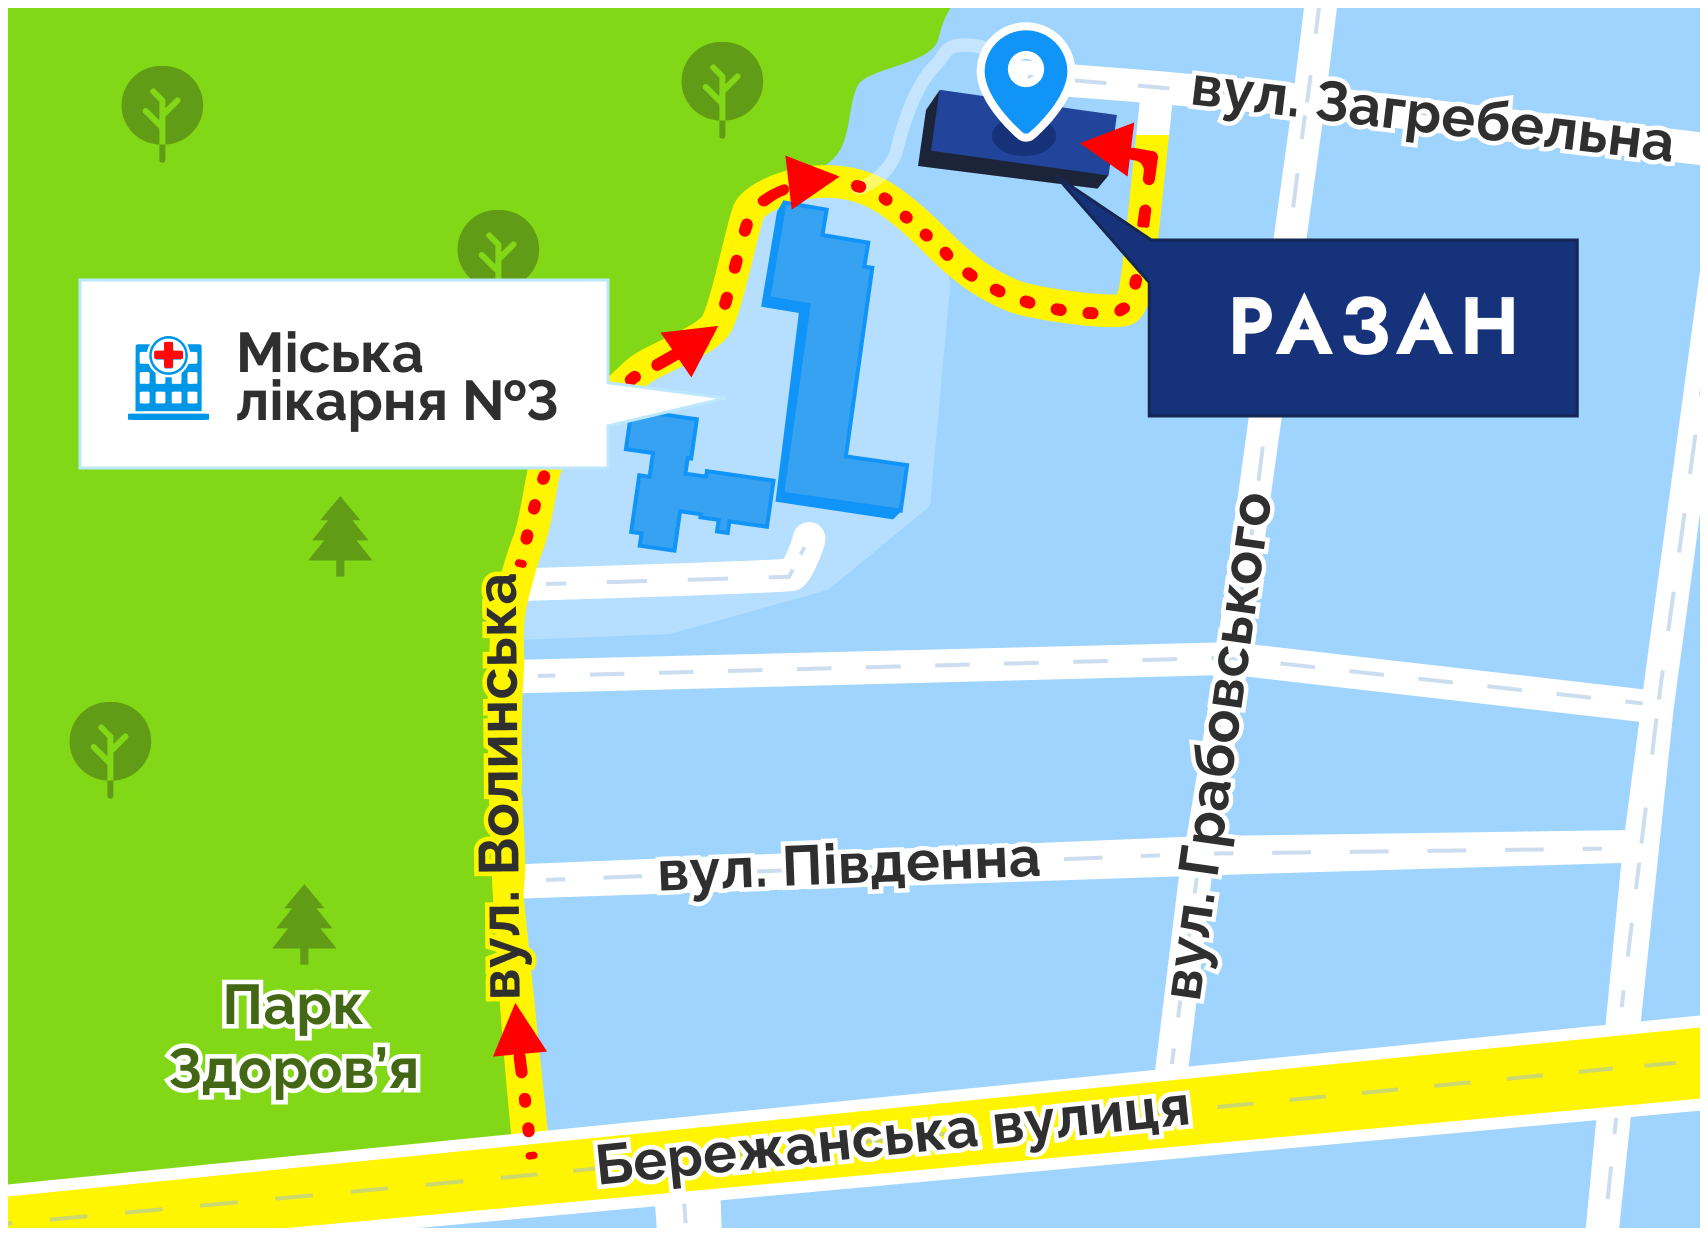 вул. Загребельна
РАЗАН
Міська
лікарня №3
вул. Волинська
вул. Грабовського
вул. Південна
Парк
Здоров’я
Бережанська вулиця